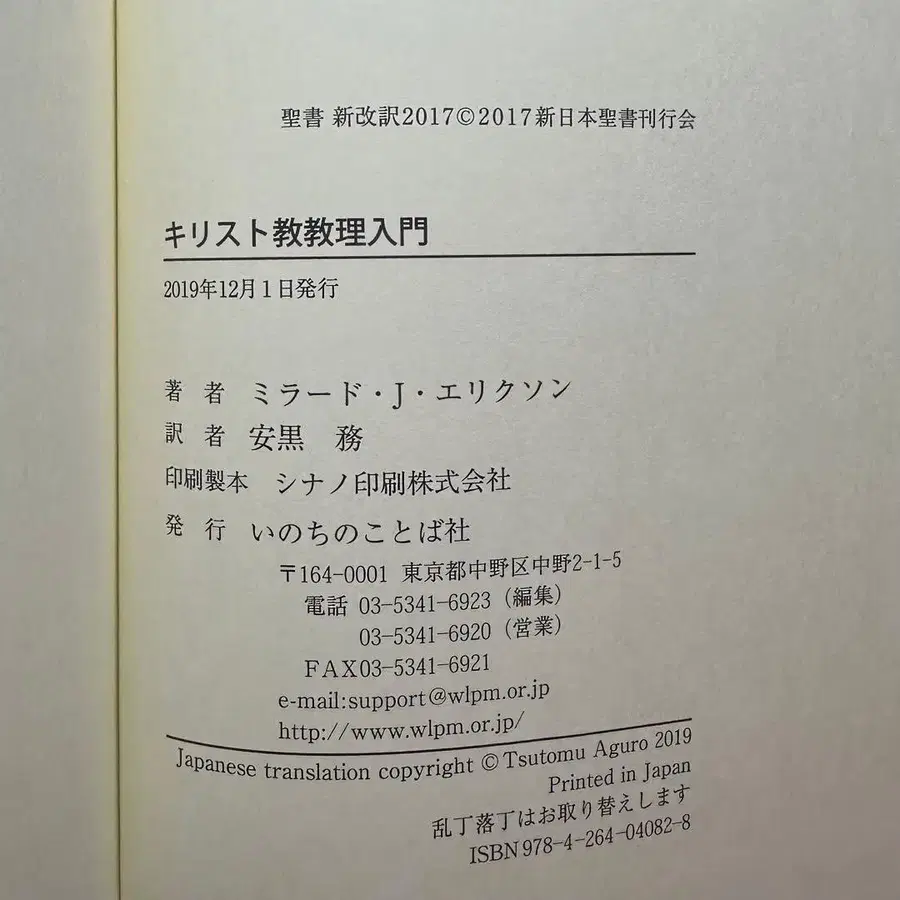 聖書 新改訳2017©2017新日本聖書刊行会
キリスト教教理入門
2019年12月1日発行
著 者 ミラード・J・エリクソン
訳 者 安黒 務
印刷製本 シナノ印刷株式会社
発 行 いのちのことば社
〒164-0001 東京都中野区中野2-1-5
電話 03-5341-6923（編集）
03-5341-6920（営業）
FAX03-5341-6921
e-mail:support@wlpm.or.jp
http://www.wlpm.or.jp/
Japanese translation copyright © Tsutomu Aguro 2019
Printed in Japan
乱丁落丁はお取り替えします
ISBN 978-4-264-04082-8